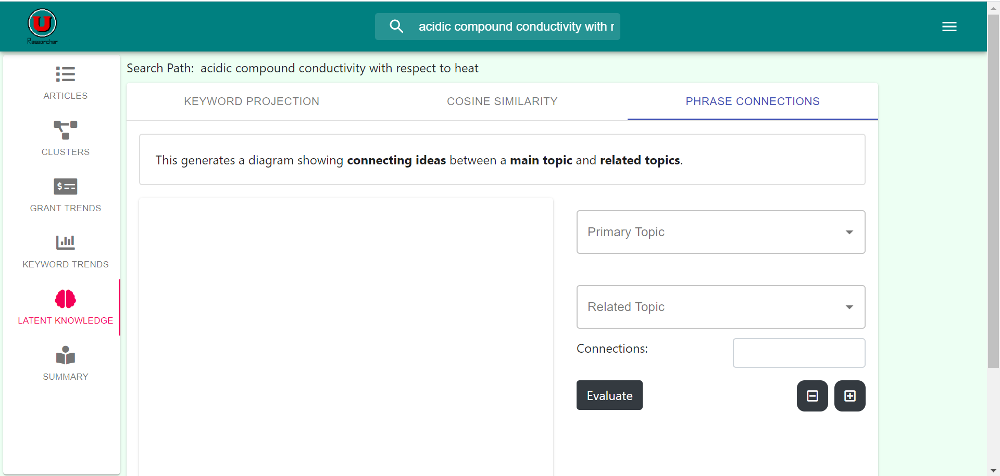 U
Researcher
acidic compound conductivity with r
ARTICLES
CLUSTERS
$
GRANT TRENDS
KEYWORD TRENDS
LATENT KNOWLEDGE
SUMMARY
Search Path: acidic compound conductivity with respect to heat
KEYWORD PROJECTION
COSINE SIMILARITY
PHRASE CONNECTIONS
This generates a diagram showing connecting ideas between a main topic and related topics.
Primary Topic
Related Topic
Connections:
Evaluate